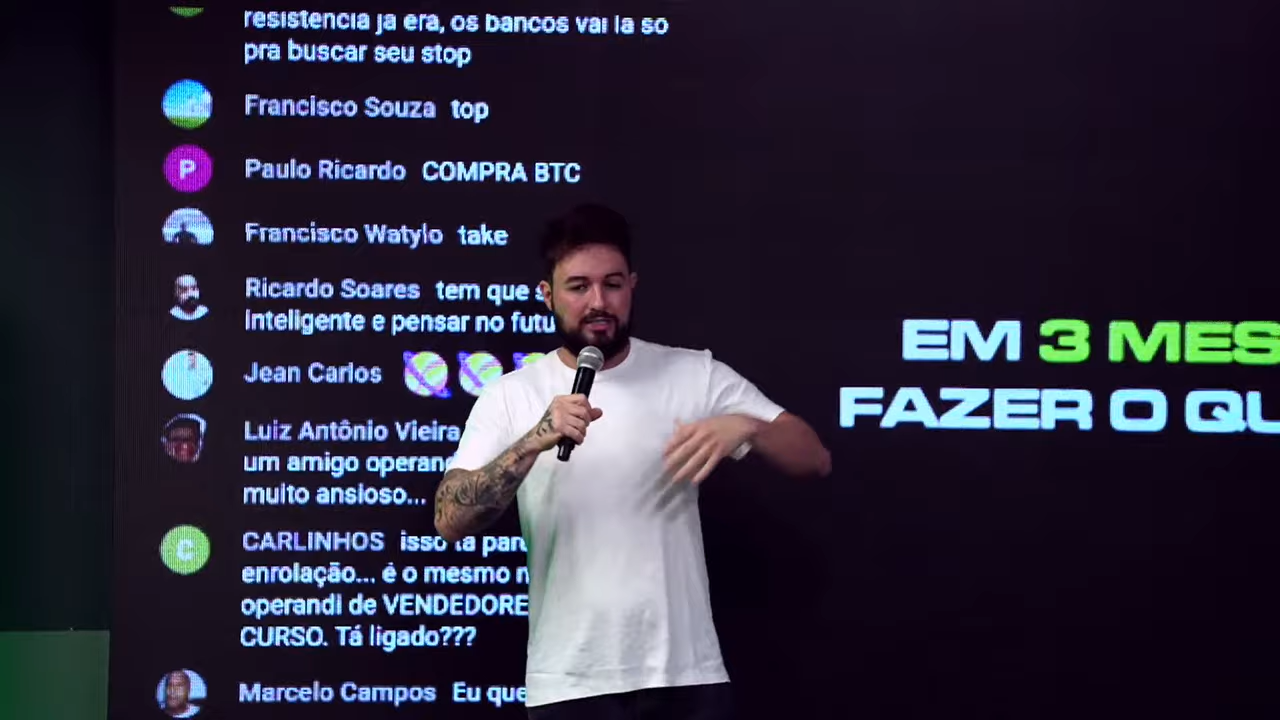 resistencia ja era, os bancos vai la so
pra buscar seu stop
Francisco Souza top
P
Paulo Ricardo COMPRA BTC
Francisco Watylo take
Ricardo Soares tem que
inteligente e pensar no futu
Jean Carlos
Luiz Antônio Vieira
um amigo operan
muito ansioso...
C
CARLINHOS isso ta par
enrolação... é o mesmo
operandi de VENDEDORE
CURSO. Tá ligado???
Marcelo Campos Eu que
EM 3 MES
FAZER O QU